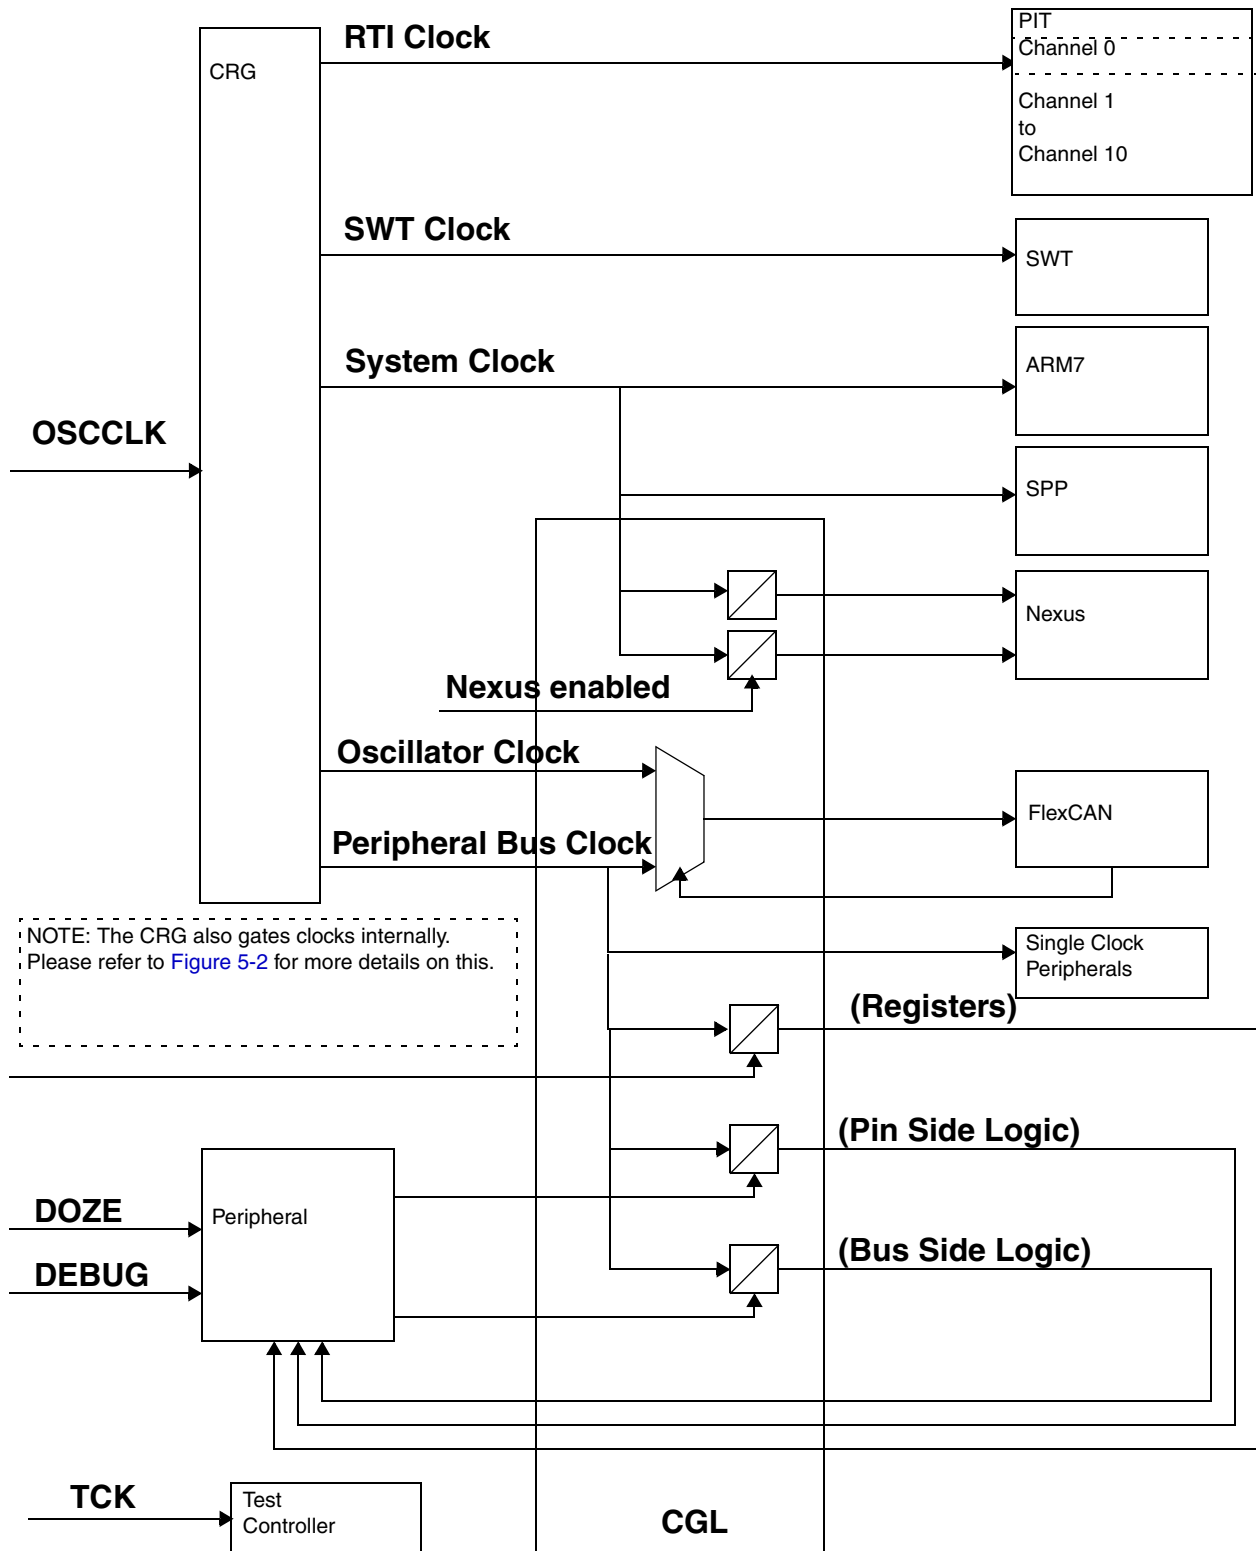 PIT
RTI Clock
Channel 0
CRG
Channel 1
to
Channel 10
SWT Clock
SWT
System Clock
ARM7
OSCCLK
SPP
Nexus
Nexus enabled
Oscillator Clock
FlexCAN
Peripheral Bus Clock
NOTE: The CRG also gates clocks internally.
Please refer to Figure 5-2 for more details on this.
Single Clock
Peripherals
(Registers)
(Pin Side Logic)
DOZE
Peripheral
(Bus Side Logic)
DEBUG
TCK
Test
Controller
CGL